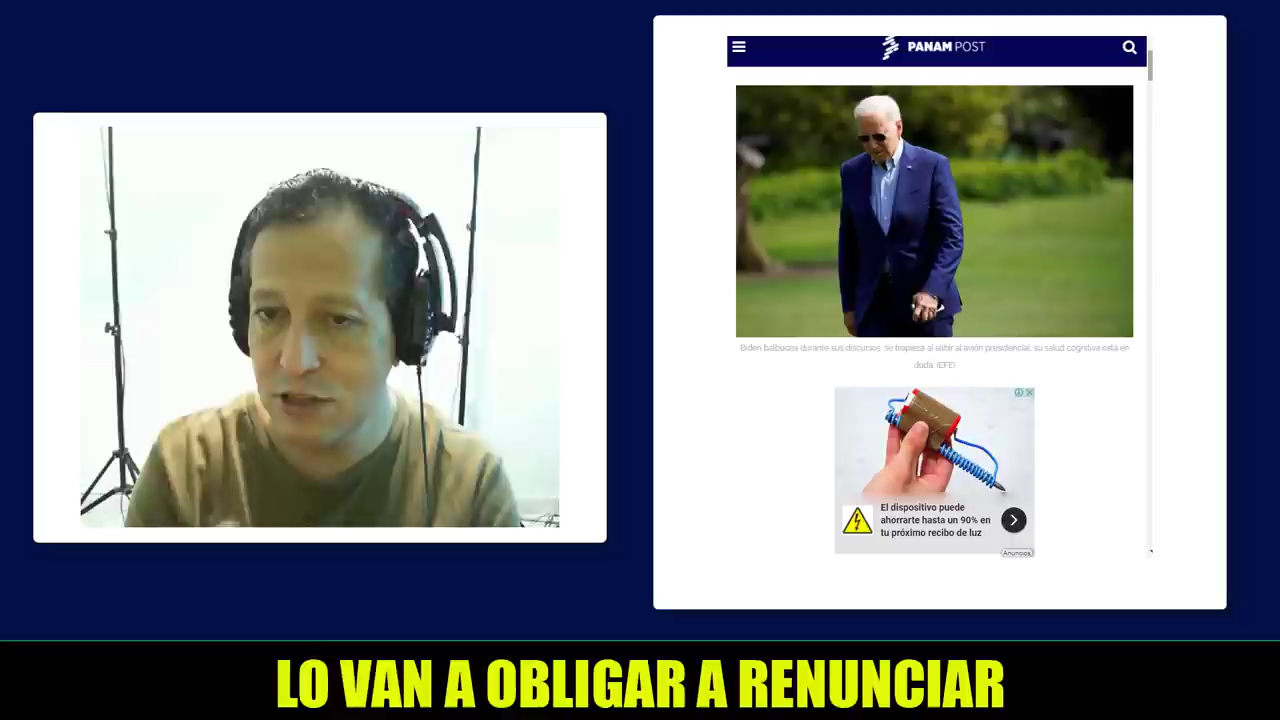 PANAM POST
Biden balbucea durante sus discursos, se tropieza al subir al avión presidencial, su salud cognitiva está en
duda. (EFE)
El dispositivo puede
ahorrarte hasta un 90% en
tu próximo recibo de luz
Anuncios
LO VAN A OBLIGAR A RENUNCIAR